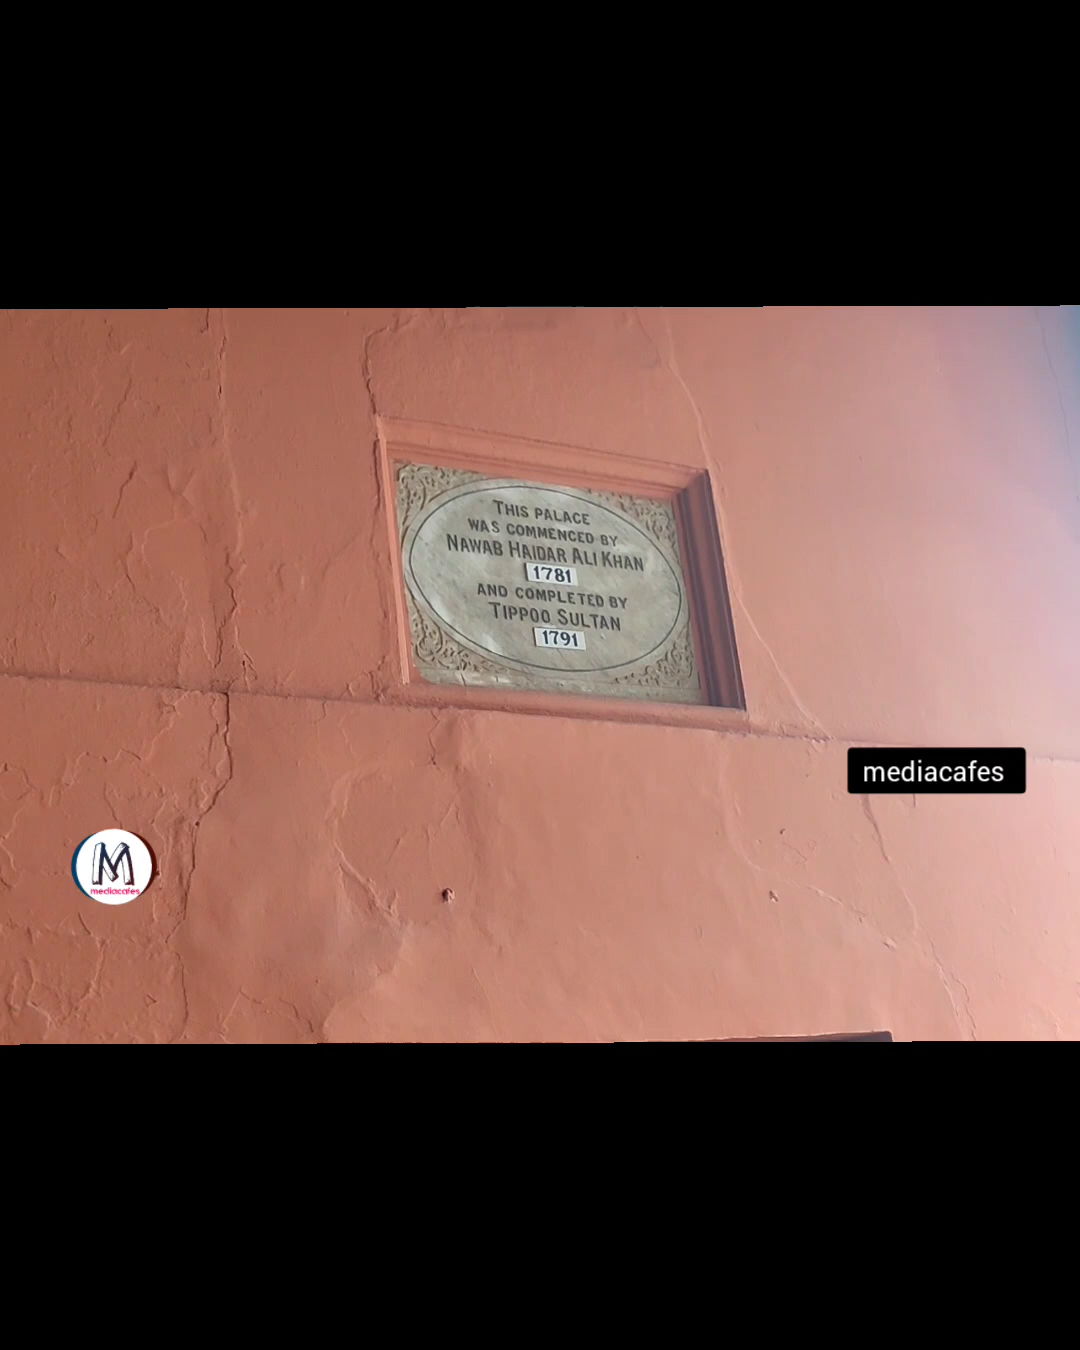 THIS PALACE
WAS COMMENCED BY
NAWAB HAIDAR ALI KHAN
1781
AND COMPLETED BY
TIPPOO SULTAN
1791
mediacafes
M
mediacafes